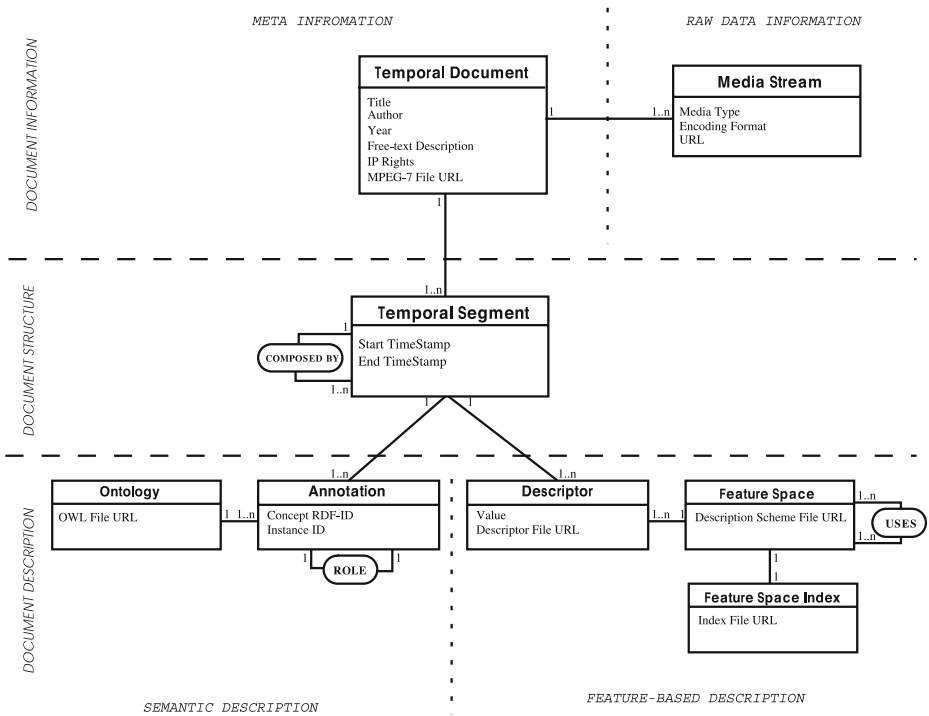 META INFROMATION
RAW DATA INFORMATION
DOCUMENT INFORMATION
Temporal Document
Title
Author
Year
Free-text Description
IP Rights
MPEG-7 File URL
1
1..n
Media Stream
Media Type
Encoding Format
URL
1
1..n
DOCUMENT STRUCTURE
Temporal Segment
Start TimeStamp
End TimeStamp
1
COMPOSED BY
1..n
1
1
1..n
1..n
DOCUMENT DESCRIPTION
Ontology
OWL File URL
1
1..n
Annotation
Concept RDF-ID
Instance ID
1
ROLE
1
Descriptor
Value
Descriptor File URL
1..n
1
Feature Space
Description Scheme File URL
1..n
USES
1..n
1
1
Feature Space Index
Index File URL
SEMANTIC DESCRIPTION
FEATURE-BASED DESCRIPTION